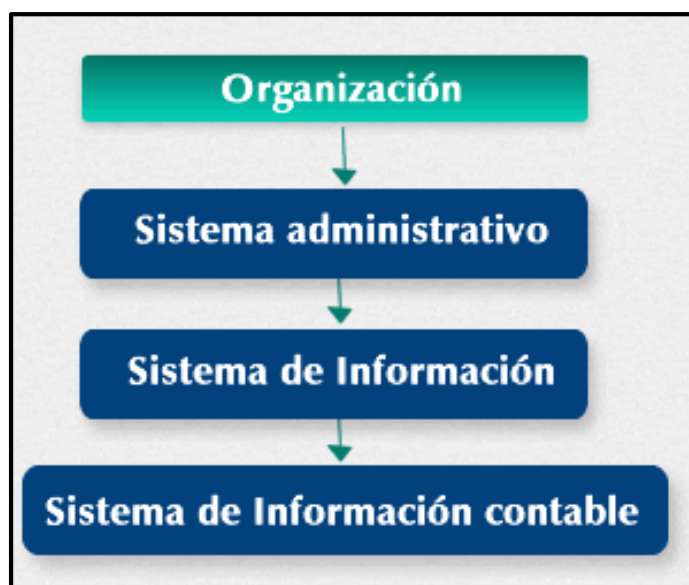 Organización
Sistema administrativo
Sistema de Información
Sistema de Información contable